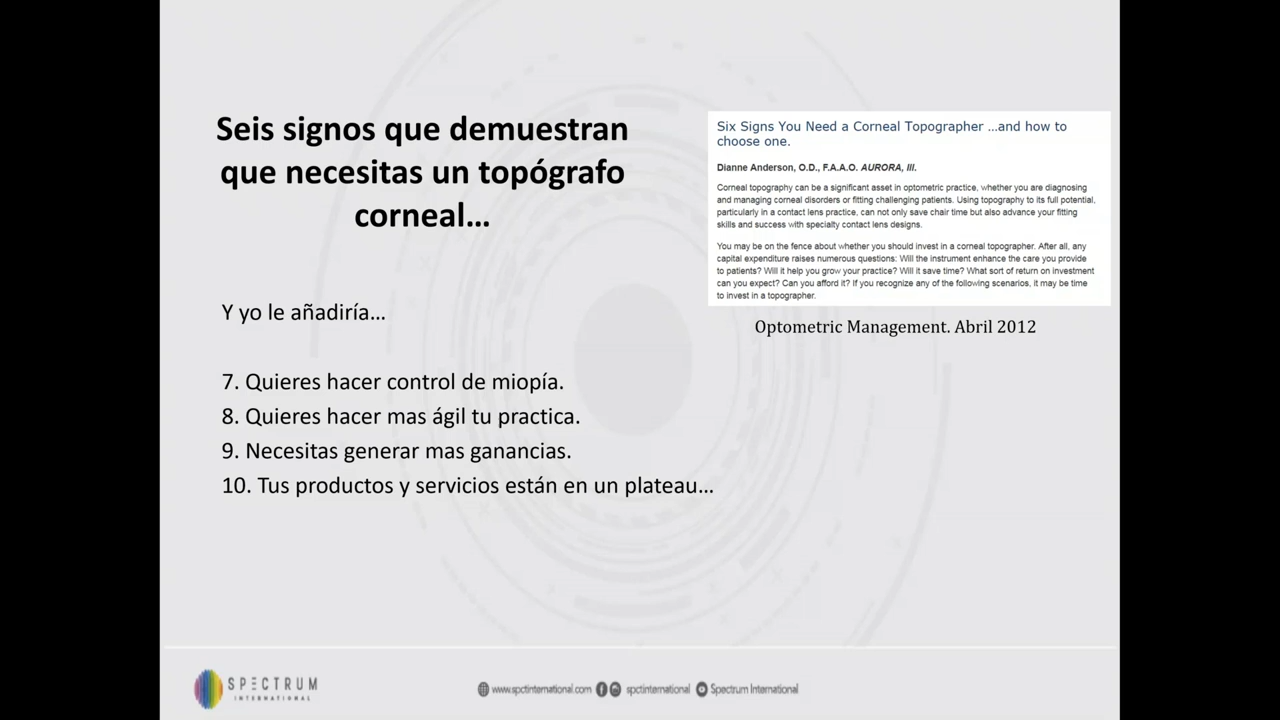 Seis signos que demuestran
que necesitas un topógrafo
corneal...
Six Signs You Need a Corneal Topographer ...and how to
choose one.
Dianne Anderson, O.D., F.A.A.O. AURORA, III.
Corneal topography can be a significant asset in optometric practice, whether you are diagnosing
and managing corneal disorders or fitting challenging patients. Using topography to its full potential,
particularly in a contact lens practice, can not only save chair time but also advance your fitting
skills and success with specialty contact lens designs.
You may be on the fence about whether you should invest in a corneal topographer. After all, any
capital expenditure raises numerous questions: Will the instrument enhance the care you provide
to patients? Will it help you grow your practice? Will it save time? What sort of return on investment
can you expect? Can you afford it? If you recognize any of the following scenarios, it may be time
to invest in a topographer.
Optometric Management. Abril 2012
Y yo le añadiría...
7. Quieres hacer control de miopía.
8. Quieres hacer mas ágil tu practica.
9. Necesitas generar mas ganancias.
10. Tus productos y servicios están en un plateau...
SPECTRUM
INTERNATIONAL
www.spctinternational.com spctinternational Spectrum International